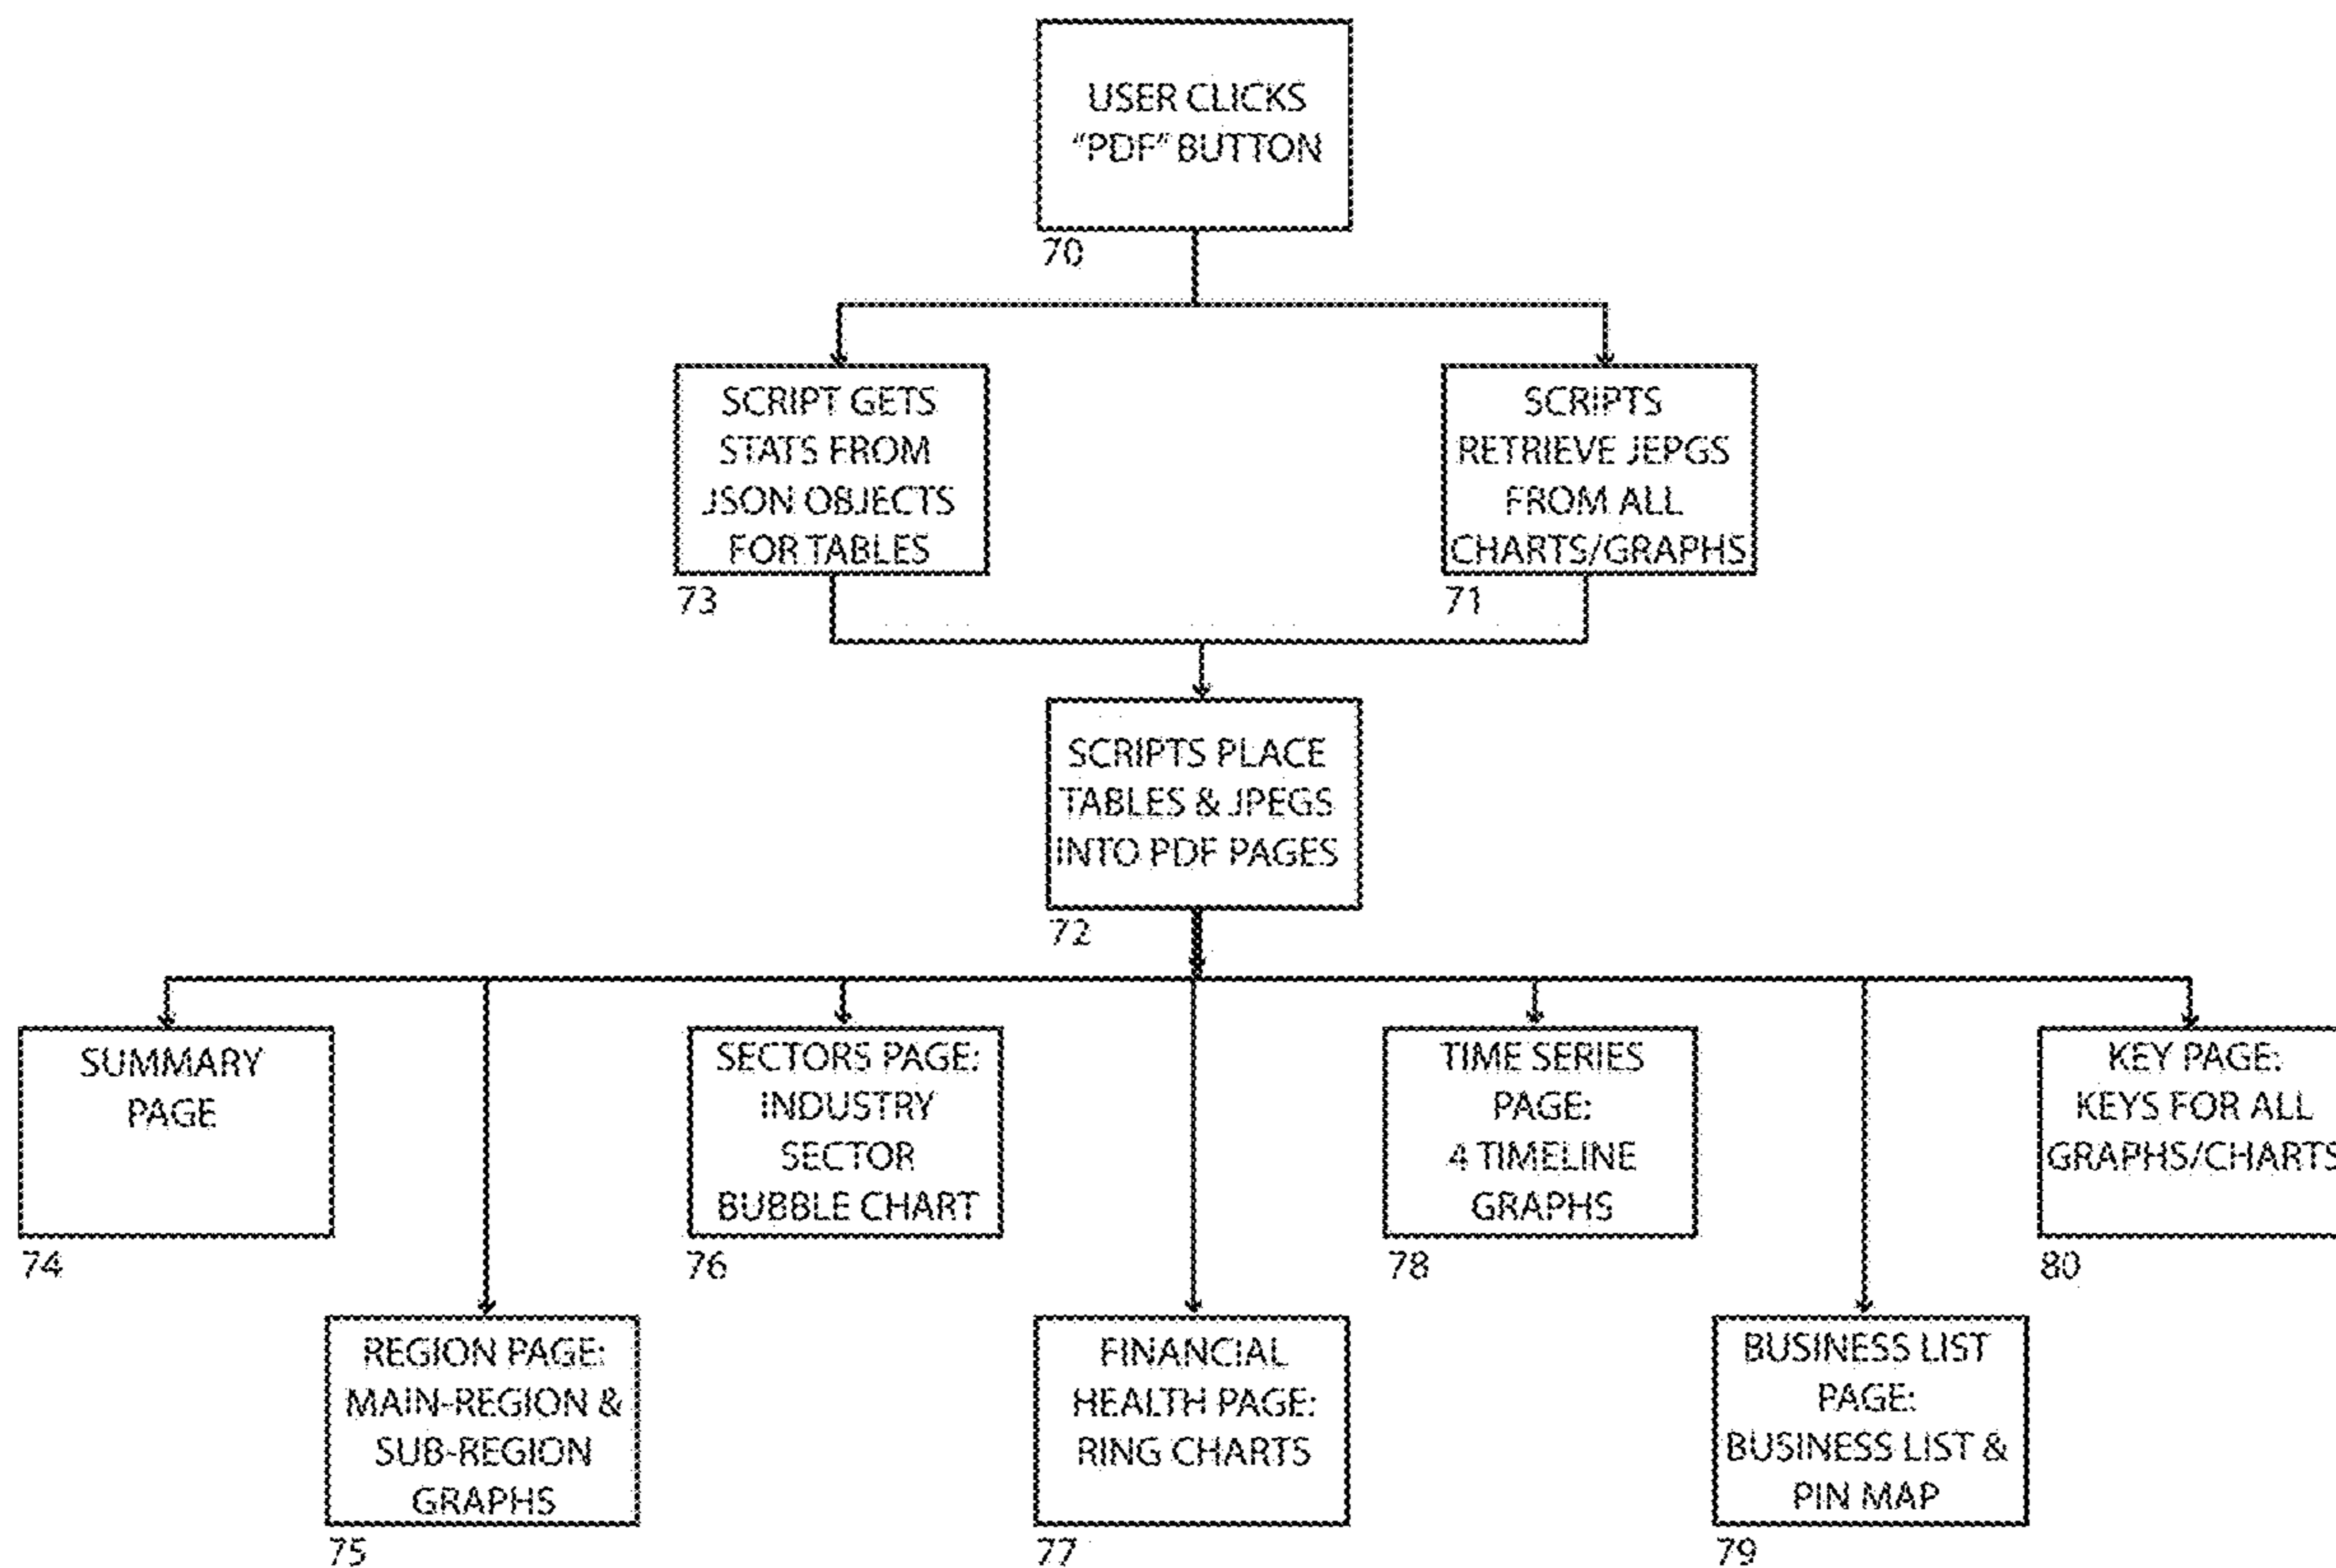 USER CLICKS
"PDF" BUTTON
70
SCRIPT GETS
STATS FROM
JSON OBJECTS
FOR TABLES
73
SCRIPTS
RETRIEVE JEPGS
FROM ALL
CHARTS/GRAPHS
71
SCRIPTS PLACE
TABLES & JPEGS
INTO PDF PAGES
72
SUMMARY
PAGE
74
REGION PAGE:
MAIN-REGION &
SUB-REGION
GRAPHS
75
SECTORS PAGE:
INDUSTRY
SECTOR
BUBBLE CHART
76
FINANCIAL
HEALTH PAGE:
RING CHARTS
77
TIME SERIES
PAGE:
4 TIMELINE
GRAPHS
78
BUSINESS LIST
PAGE:
BUSINESS LIST &
PIN MAP
79
KEY PAGE:
KEYS FOR ALL
GRAPHS/CHARTS
80